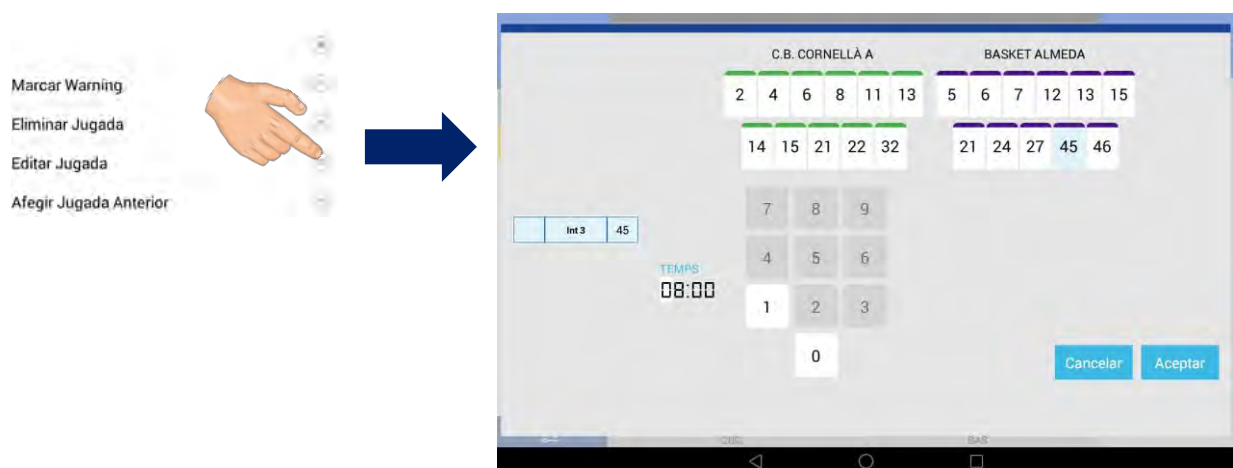 Marcar Warning
Eliminar Jugada
Editar Jugada
Afegir Jugada Anterior
C.B. CORNELLÀ A
BASKET ALMEDA
2 4 6 8 11 13
5 6 7 12 13 15
14 15 21 22 32
21 24 27 45 46
7 8 9
Int 3 45
4 5 6
TEMPS
08:00
1 2 3
0
Cancelar Aceptar
BAS